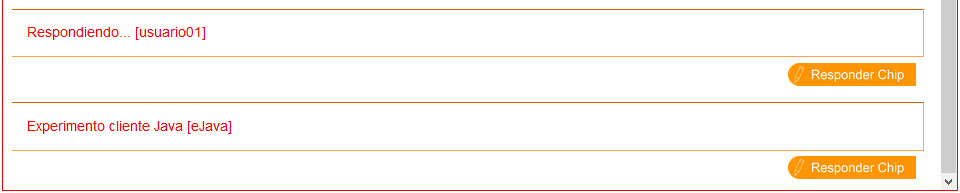 Respondiendo... [usuario01]
Responder Chip
Experimento cliente Java [eJava]
Responder Chip